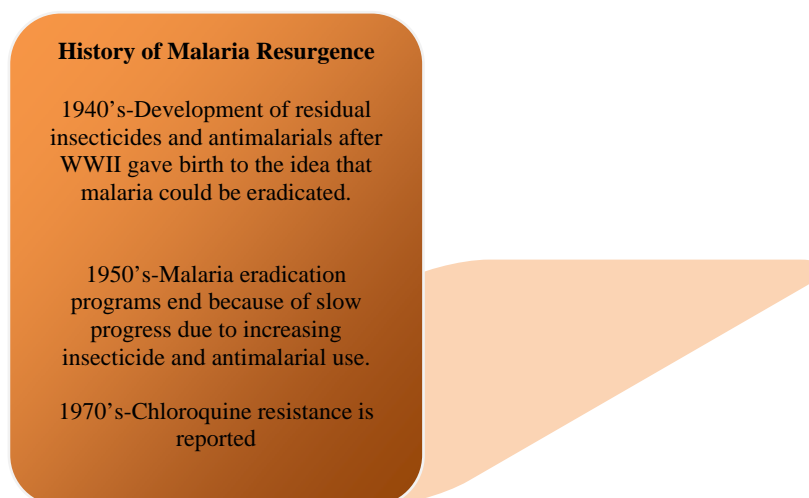 History of Malaria Resurgence
1940’s-Development of residual
insecticides and antimalarials after
WWII gave birth to the idea that
malaria could be eradicated.
1950’s-Malaria eradication
programs end because of slow
progress due to increasing
insecticide and antimalarial use.
1970’s-Chloroquine resistance is
reported